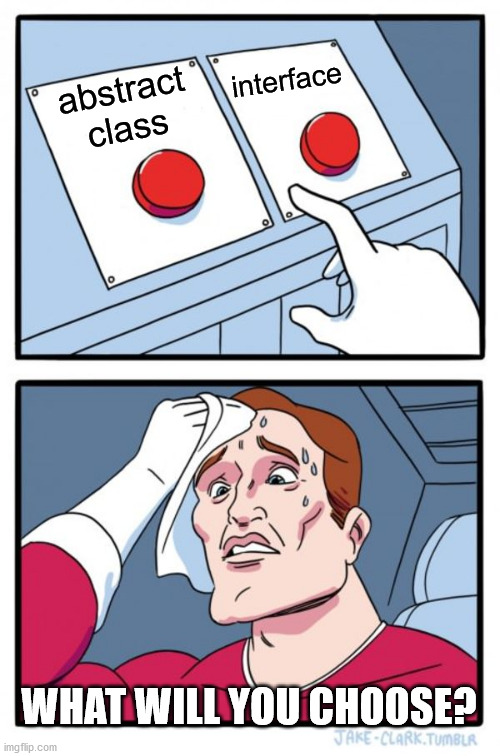 abstract
class
interface
WHAT WILL YOU CHOOSE?
JAKE-CLARK.TUMBLR
imgflip.com